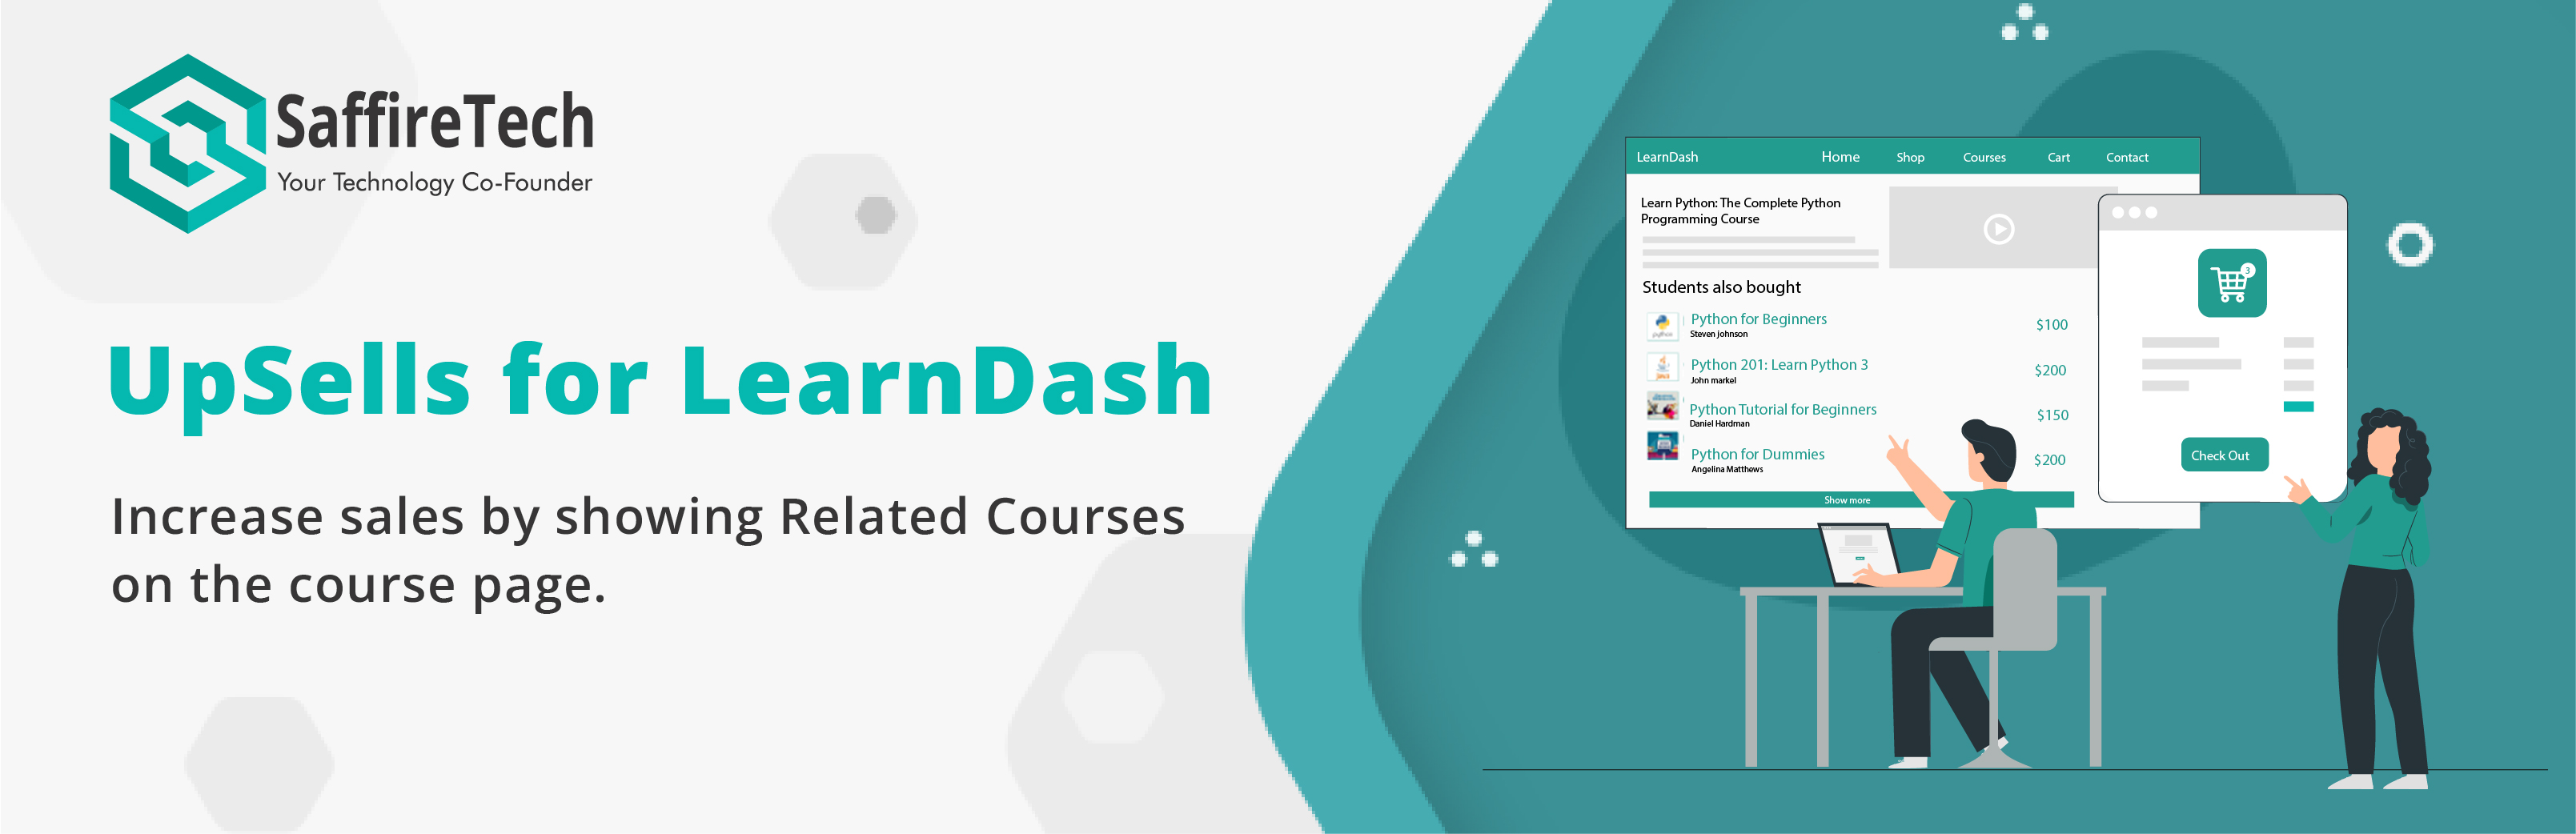 SaffireTech
Your Technology Co-Founder
UpSells for LearnDash
Increase sales by showing Related Courses
on the course page.
LearnDash Home Shop Courses Cart Contact
Learn Python: The Complete Python
Programming Course
Students also bought
Python for Beginners $100
Steven johnson
Python 201: Learn Python 3 $200
John markel
Python Tutorial for Beginners $150
Daniel Hardman
Python for Dummies $200
Angelina Matthews
Show more
3
Check Out